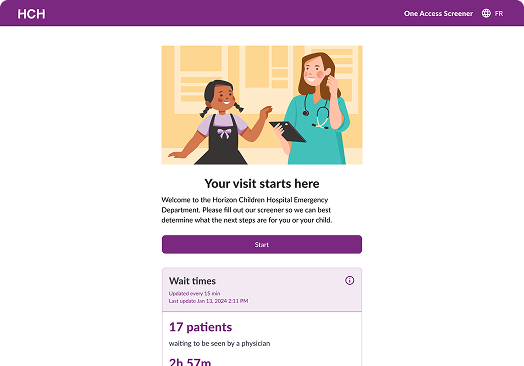 HCH
One Access Screener FR
Your visit starts here
Welcome to the Horizon Children Hospital Emergency
Department. Please fill out our screener so we can best
determine what the next steps are for you or your child.
Start
Wait times
Updated every 15 min
Last update Jan 13, 2024 2:11 PM
17 patients
waiting to be seen by a physician
2h 57m